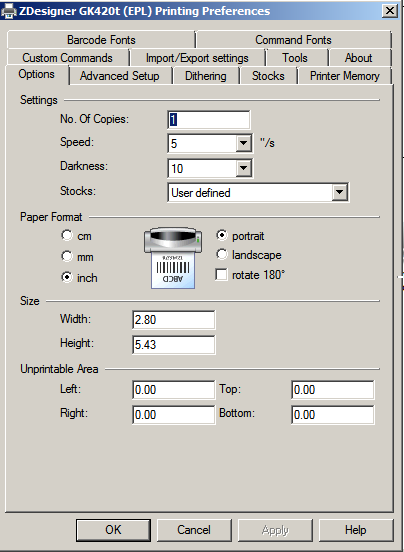 ZDesigner GK420t (EPL) Printing Preferences
Barcode Fonts Command Fonts
Custom Commands Import/Export settings Tools About
Options Advanced Setup Dithering Stocks Printer Memory
Settings
No. Of Copies: 1
Speed: 5 "/s
Darkness: 10
Stocks: User defined
Paper Format
cm portrait
mm landscape
inch rotate 180°
ABCD
Size
Width: 2.80
Height: 5.43
Unprintable Area
Left: 0.00 Top: 0.00
Right: 0.00 Bottom: 0.00
OK Cancel Apply Help